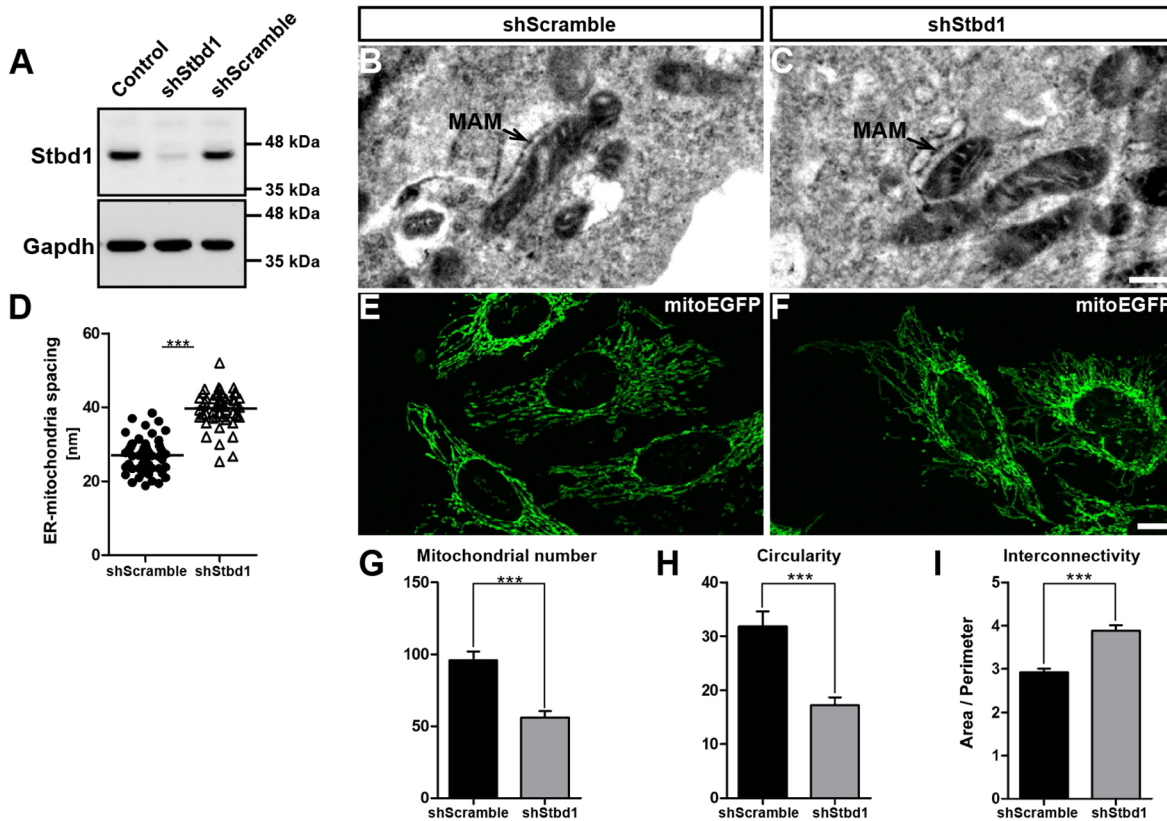 shScramble
shStbd1
A
Control
shStbd1
shScramble
Stbd1
48 kDa
35 kDa
Gapdh
48 kDa
35 kDa
B
MAM
C
MAM
D
ER-mitochondria spacing
[nm]
60
40
20
0
***
shScramble
shStbd1
E
mitoEGFP
F
mitoEGFP
G
Mitochondrial number
150
100
50
0
***
shScramble
shStbd1
H
Circularity
40
30
20
10
0
***
shScramble
shStbd1
I
Interconnectivity
Area / Perimeter
5
4
3
2
1
0
***
shScramble
shStbd1